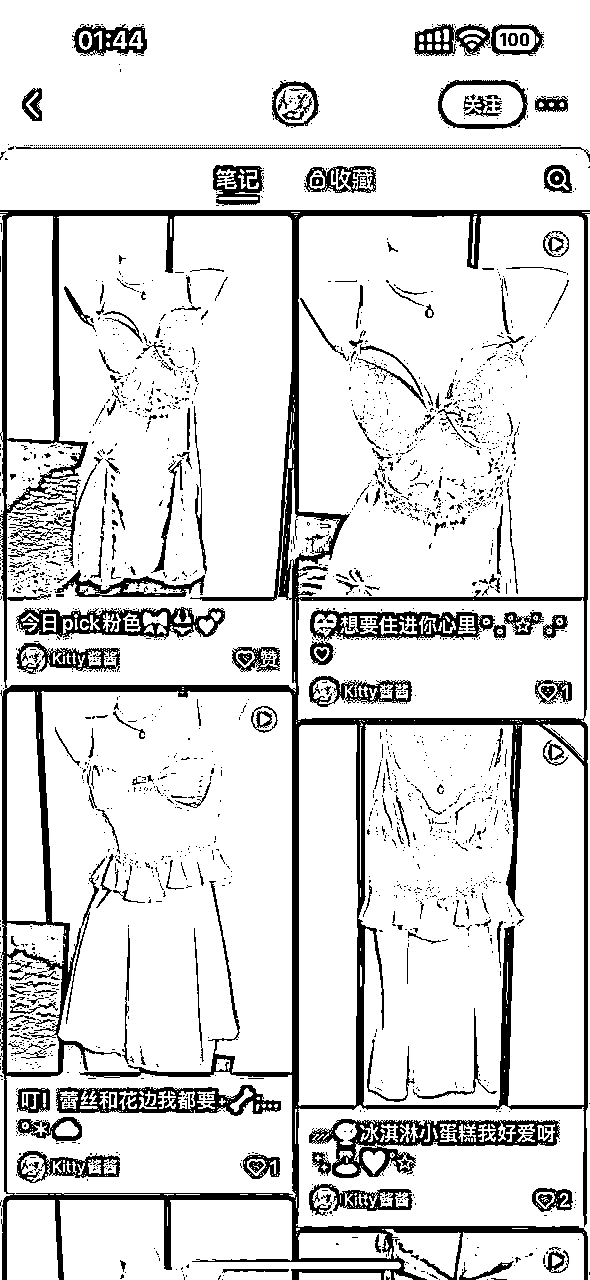 01:44
100
关注
笔记
收藏
今日pick粉色
Kitty酱酱
赞
想要住进你心里
Kitty酱酱
1
叮！蕾丝和花边我都要
Kitty酱酱
1
冰淇淋小蛋糕我好爱呀
Kitty酱酱
2